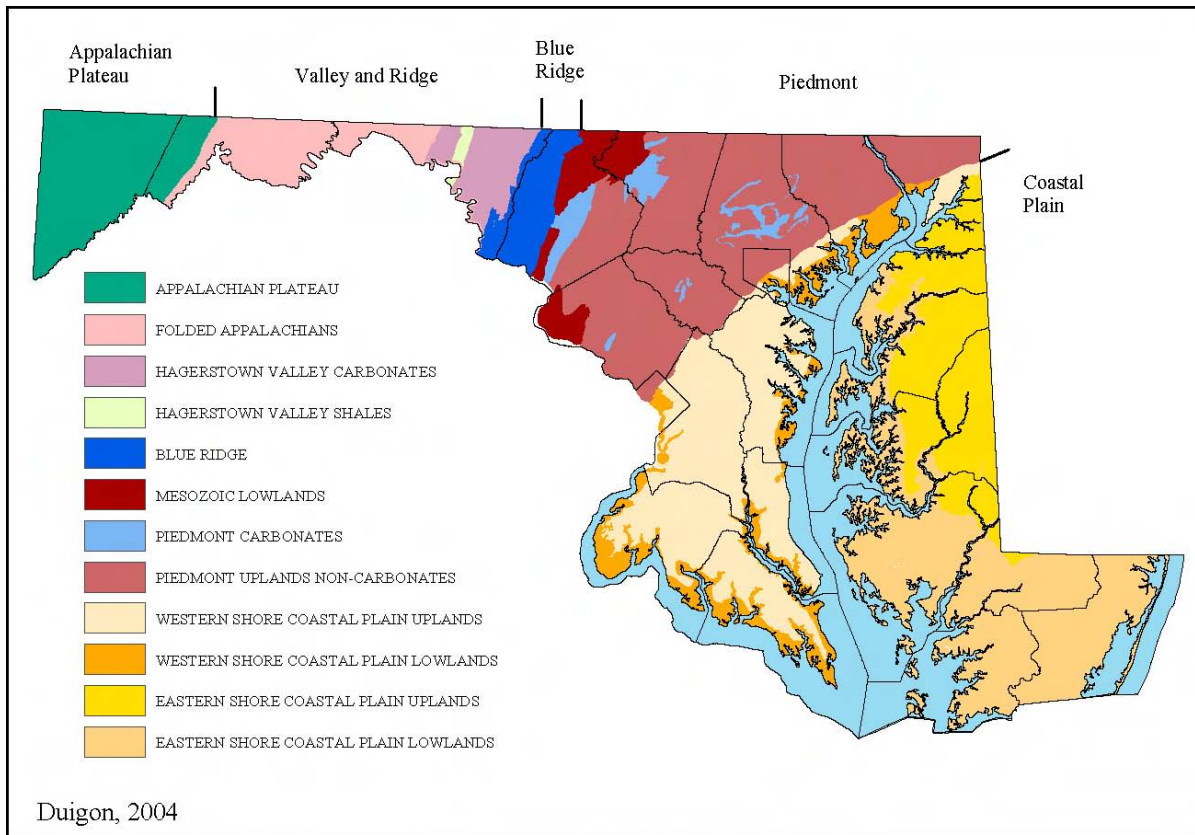 Appalachian
Plateau
Valley and Ridge
Blue
Ridge
Piedmont
Coastal
Plain
APPALACHIAN PLATEAU
FOLDED APPALACHIANS
HAGERSTOWN VALLEY CARBONATES
HAGERSTOWN VALLEY SHALES
BLUE RIDGE
MESOZOIC LOWLANDS
PIEDMONT CARBONATES
PIEDMONT UPLANDS NON-CARBONATES
WESTERN SHORE COASTAL PLAIN UPLANDS
WESTERN SHORE COASTAL PLAIN LOWLANDS
EASTERN SHORE COASTAL PLAIN UPLANDS
EASTERN SHORE COASTAL PLAIN LOWLANDS
Duigon, 2004